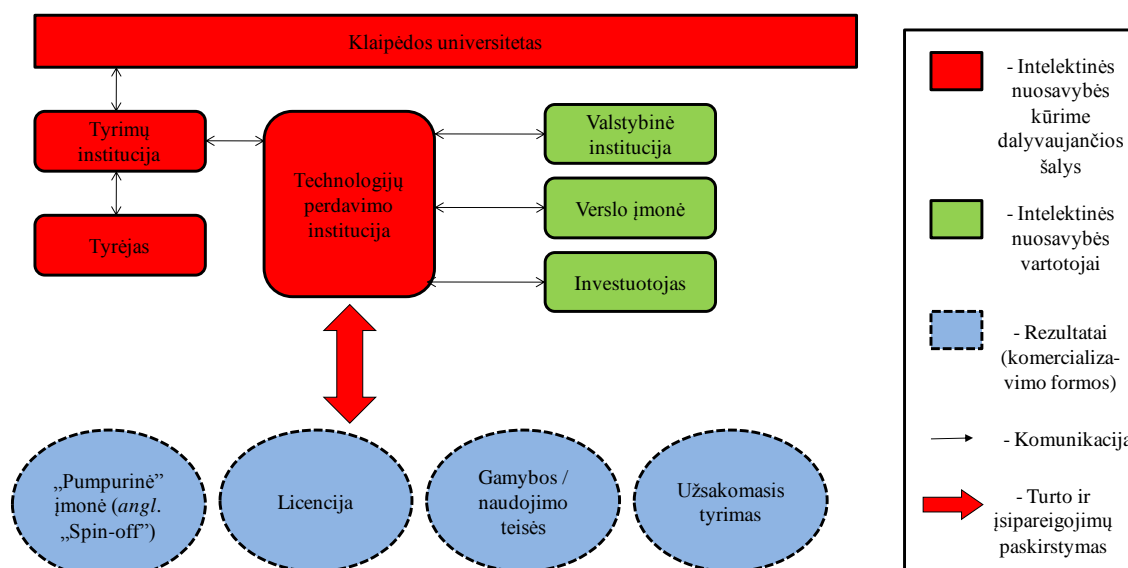 Klaipėdos universitetas
Tyrimų
institucija
Tyrėjas
Technologijų
perdavimo
institucija
Valstybinė
institucija
Verslo įmonė
Investuotojas
„Pumpurinė”
įmonė (angl.
„Spin-off”)
Licencija
Gamybos /
naudojimo
teisės
Užsakomasis
tyrimas
- Intelektinės
nuosavybės
kūrime
dalyvaujančios
šalys
- Intelektinės
nuosavybės
vartotojai
- Rezultatai
(komercializa-
vimo formos)
- Komunikacija
- Turto ir
įsipareigojimų
paskirstymas